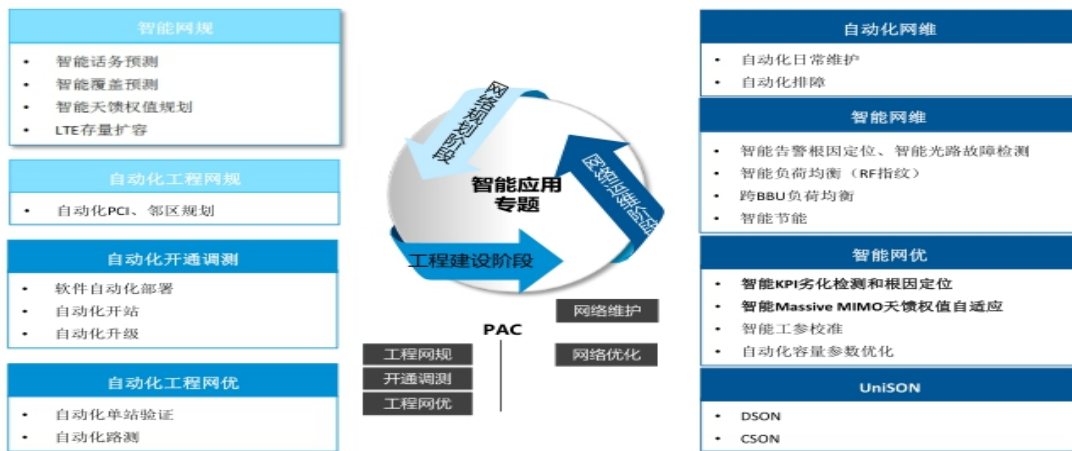 智能网规
• 智能话务预测
• 智能覆盖预测
• 智能天馈权值规划
• LTE存量扩容
自动化工程网规
• 自动化PCI、邻区规划
自动化开通调测
• 软件自动化部署
• 自动化开站
• 自动化升级
自动化工程网优
• 自动化单站验证
• 自动化路测
网络规划阶段
智能应用
专题
网络运维阶段
工程建设阶段
PAC
工程网规
开通调测
工程网优
网络维护
网络优化
自动化网维
• 自动化日常维护
• 自动化排障
智能网维
• 智能告警根因定位、智能光路故障检测
• 智能负荷均衡（RF指纹）
• 跨BBU负荷均衡
• 智能节能
智能网优
• 智能KPI劣化检测和根因定位
• 智能Massive MIMO天馈权值自适应
• 智能工参校准
• 自动化容量参数优化
UniSON
• DSON
• CSON